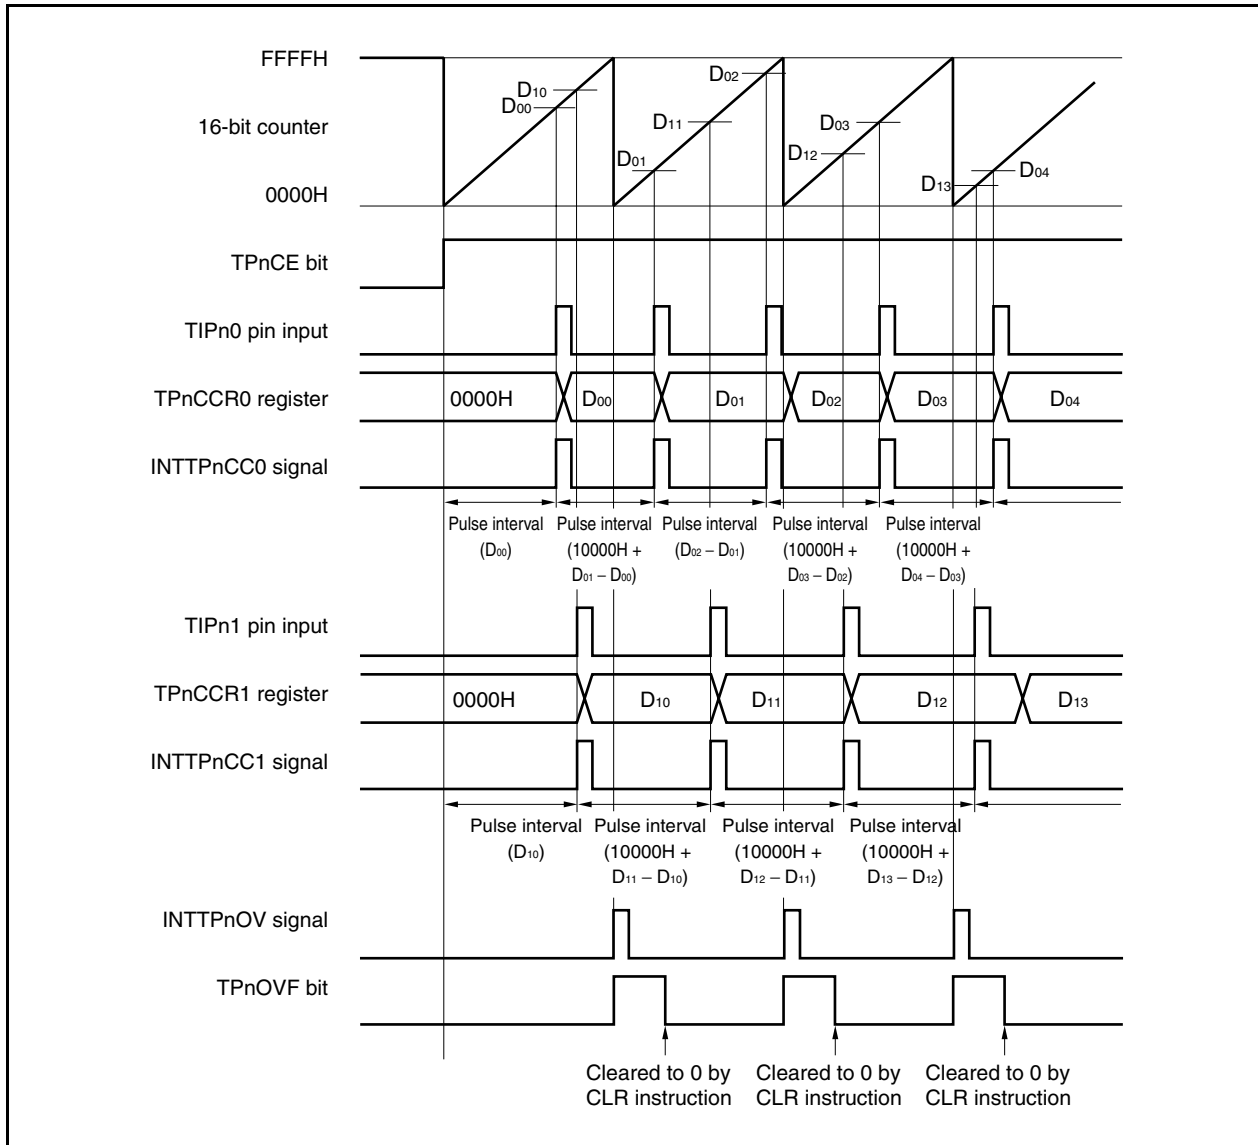 FFFFH
D02
D10
D00
16-bit counter
D11
D03
D12
D01
D13
D04
0000H
TPnCE bit
TIPn0 pin input
TPnCCR0 register
0000H
D00
D01
D02
D03
D04
INTTPnCC0 signal
Pulse interval
(D00)
Pulse interval
(10000H +
D01 – D00)
Pulse interval
(D02 – D01)
Pulse interval
(10000H +
D03 – D02)
Pulse interval
(10000H +
D04 – D03)
TIPn1 pin input
TPnCCR1 register
0000H
D10
D11
D12
D13
INTTPnCC1 signal
Pulse interval
(D10)
Pulse interval
(10000H +
D11 – D10)
Pulse interval
(10000H +
D12 – D11)
Pulse interval
(10000H +
D13 – D12)
INTTPnOV signal
TPnOVF bit
Cleared to 0 by
CLR instruction
Cleared to 0 by
CLR instruction
Cleared to 0 by
CLR instruction